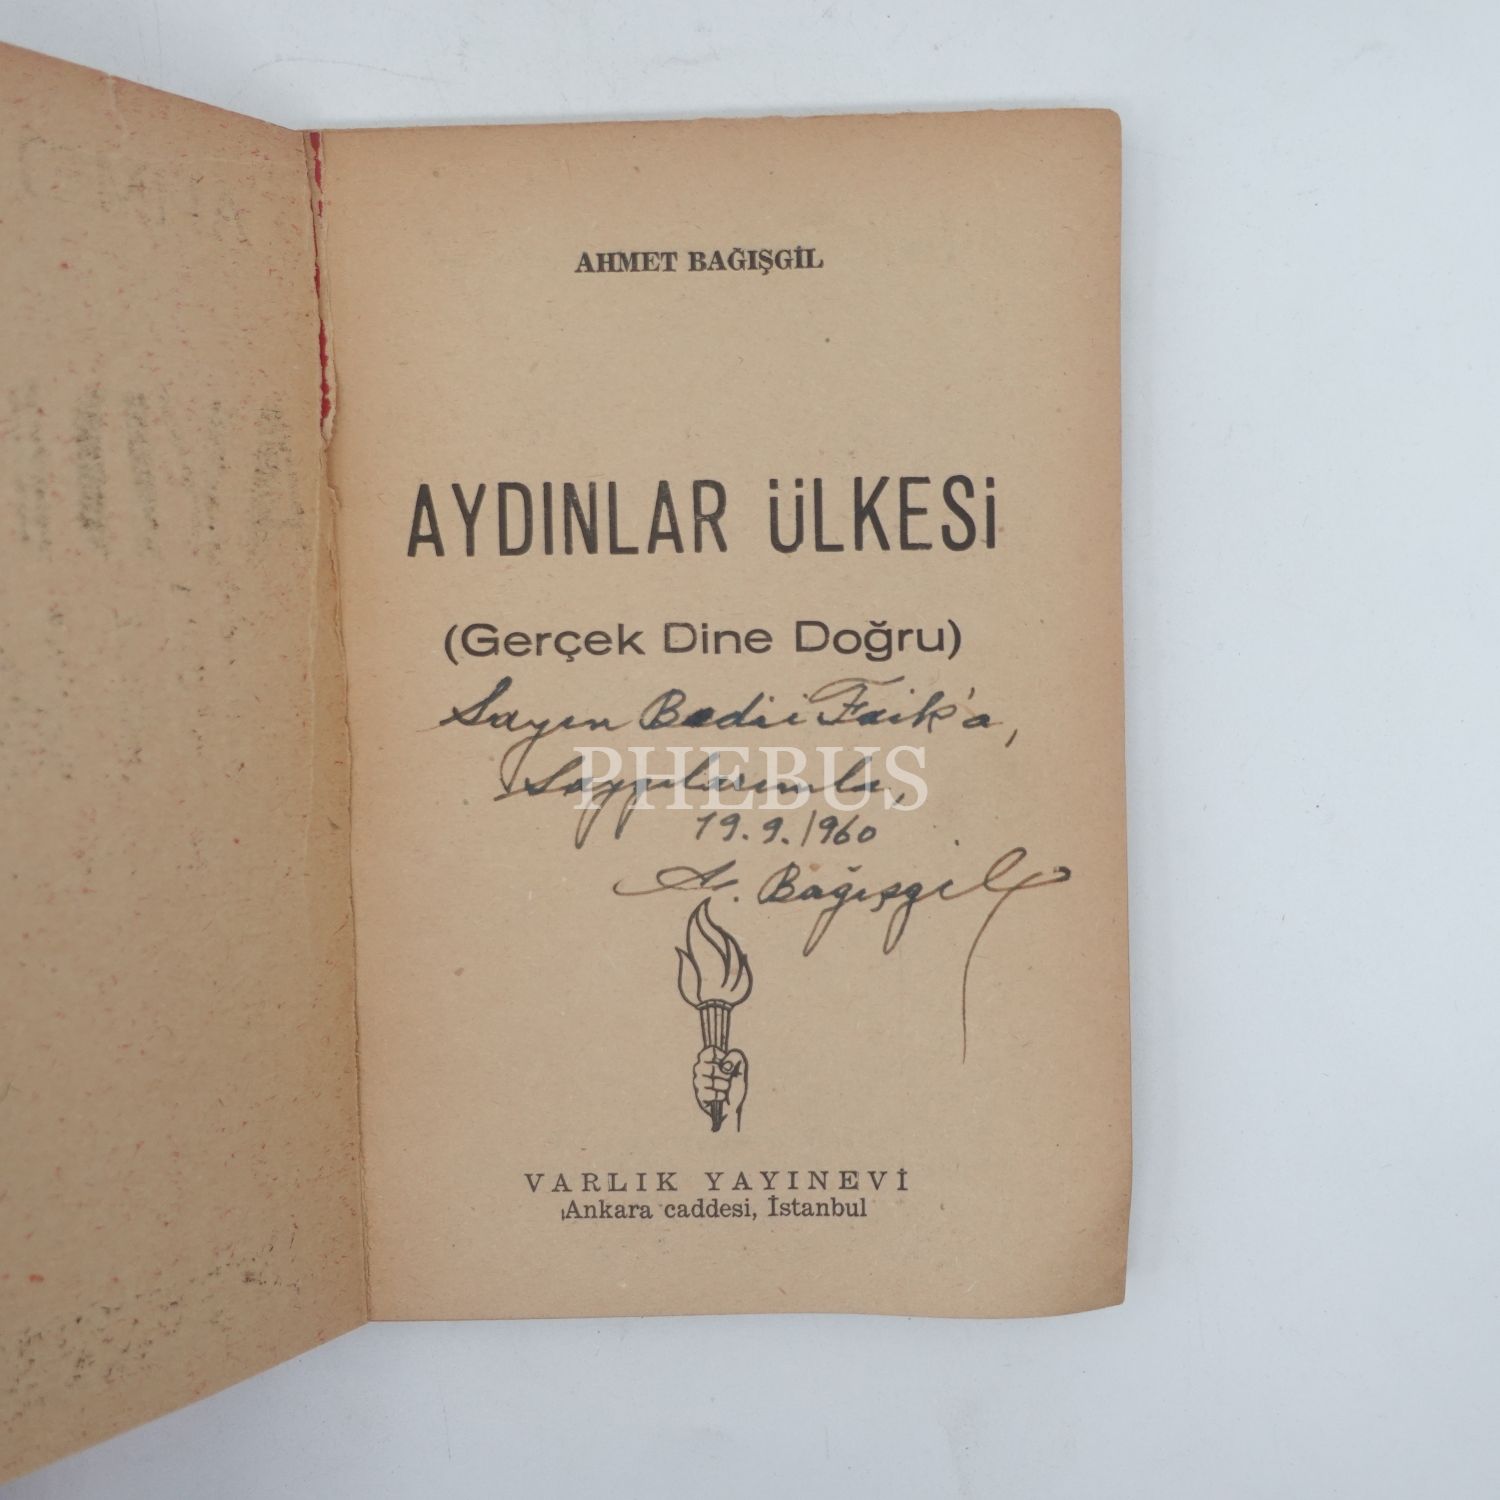 AHMET BAĞIŞGİL
AYDINLAR ÜLKESİ
(Gerçek Dine Doğru)
Sayın Bedii Faik'a,
Saygılarımla,
PHEBUS
19.9.1960
A. Bağışgil
VARLIK YAYINEVİ
Ankara caddesi, İstanbul